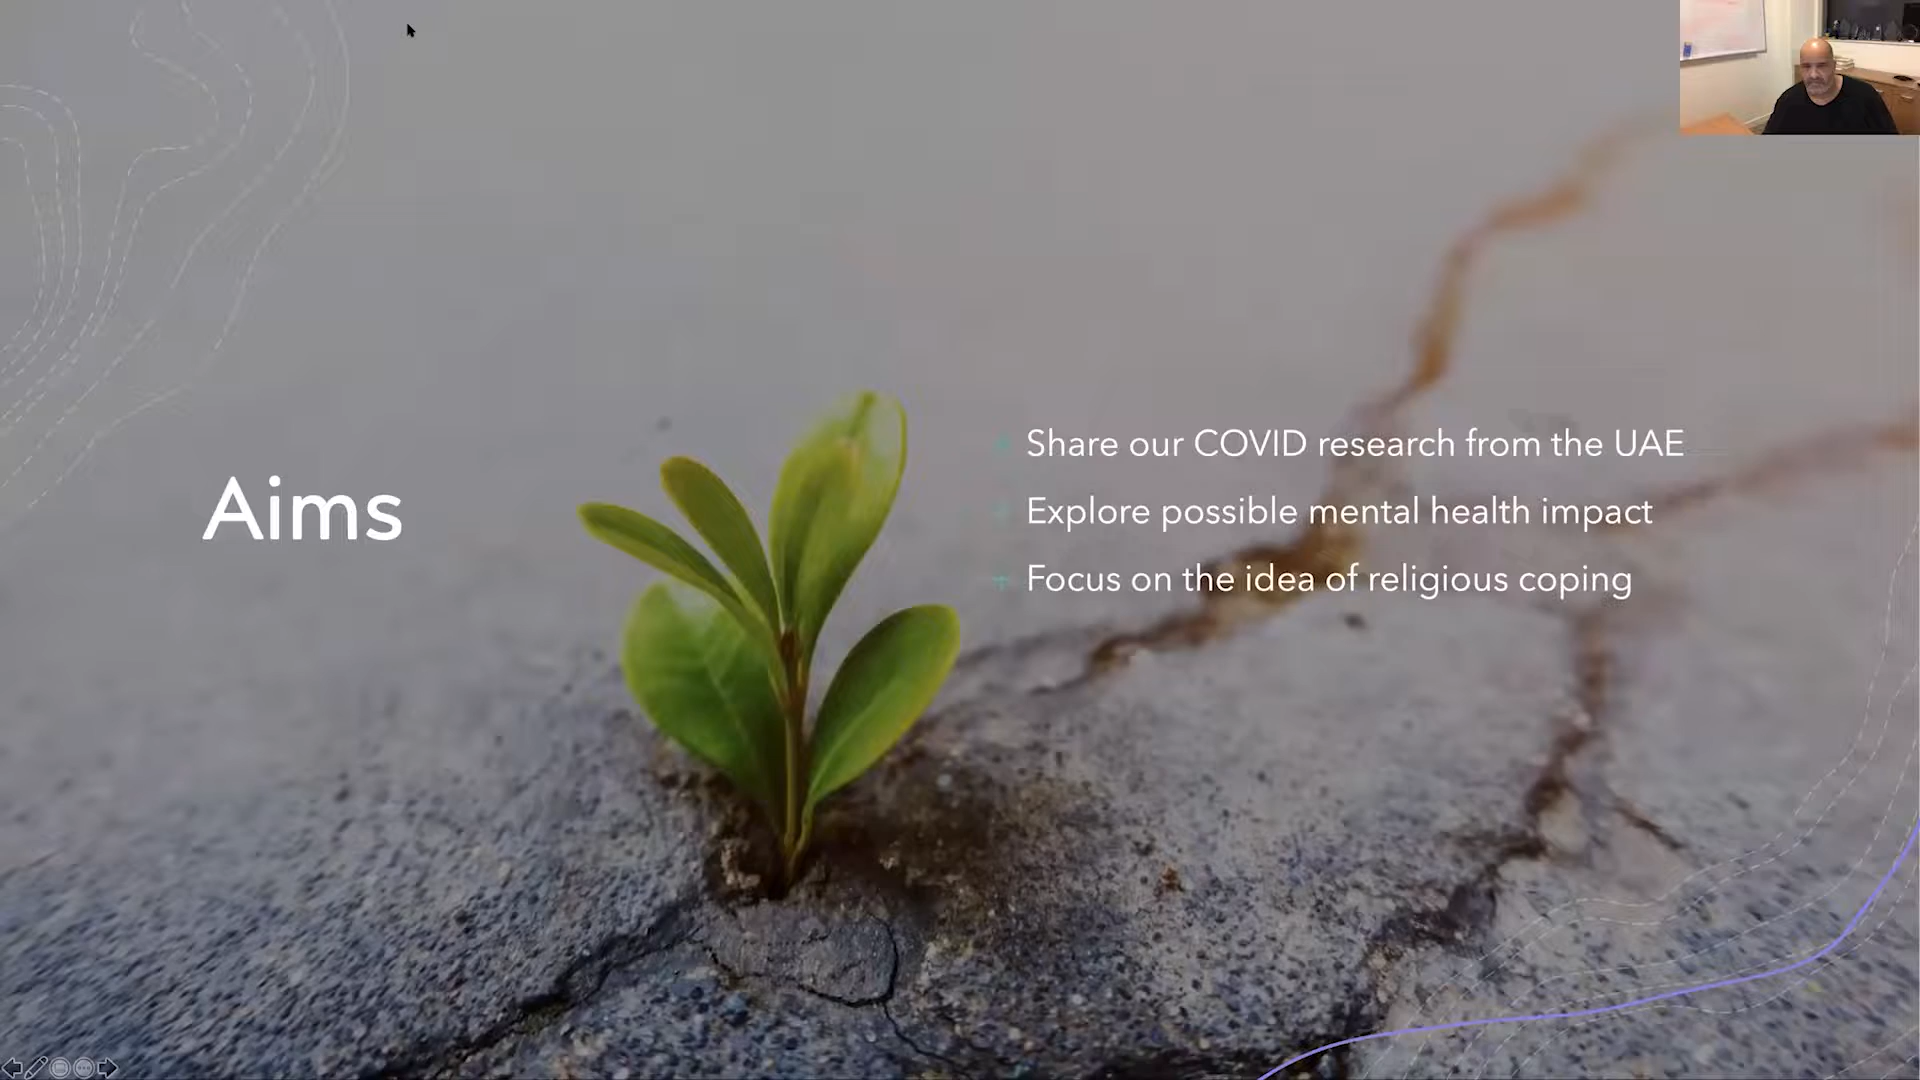 Aims
Share our COVID research from the UAE
Explore possible mental health impact
Focus on the idea of religious coping